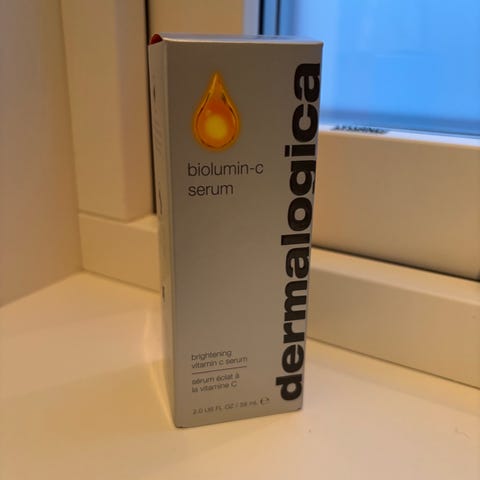 biolumin-c
serum
dermalogica
brightening
vitamin c serum
sérum éclat à
la vitamine C
2.0 US FL OZ / 59 mL ℮